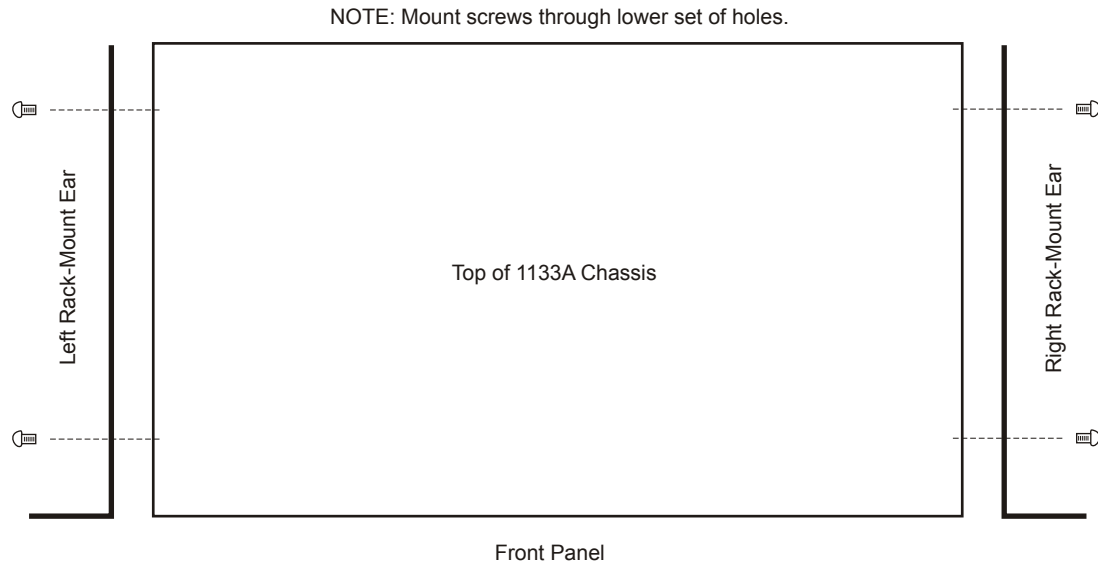 NOTE: Mount screws through lower set of holes.
Left Rack-Mount Ear
Top of 1133A Chassis
Right Rack-Mount Ear
Front Panel